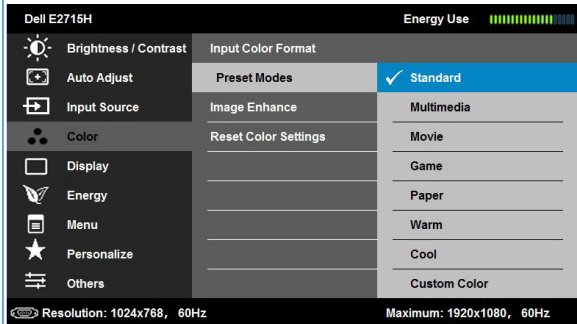 Dell E2715H Energy Use
Brightness / Contrast Input Color Format
Auto Adjust Preset Modes Standard
Input Source Image Enhance Multimedia
Color Reset Color Settings Movie
Display Game
Energy Paper
Menu Warm
Personalize Cool
Others Custom Color
Resolution: 1024x768, 60Hz Maximum: 1920x1080, 60Hz